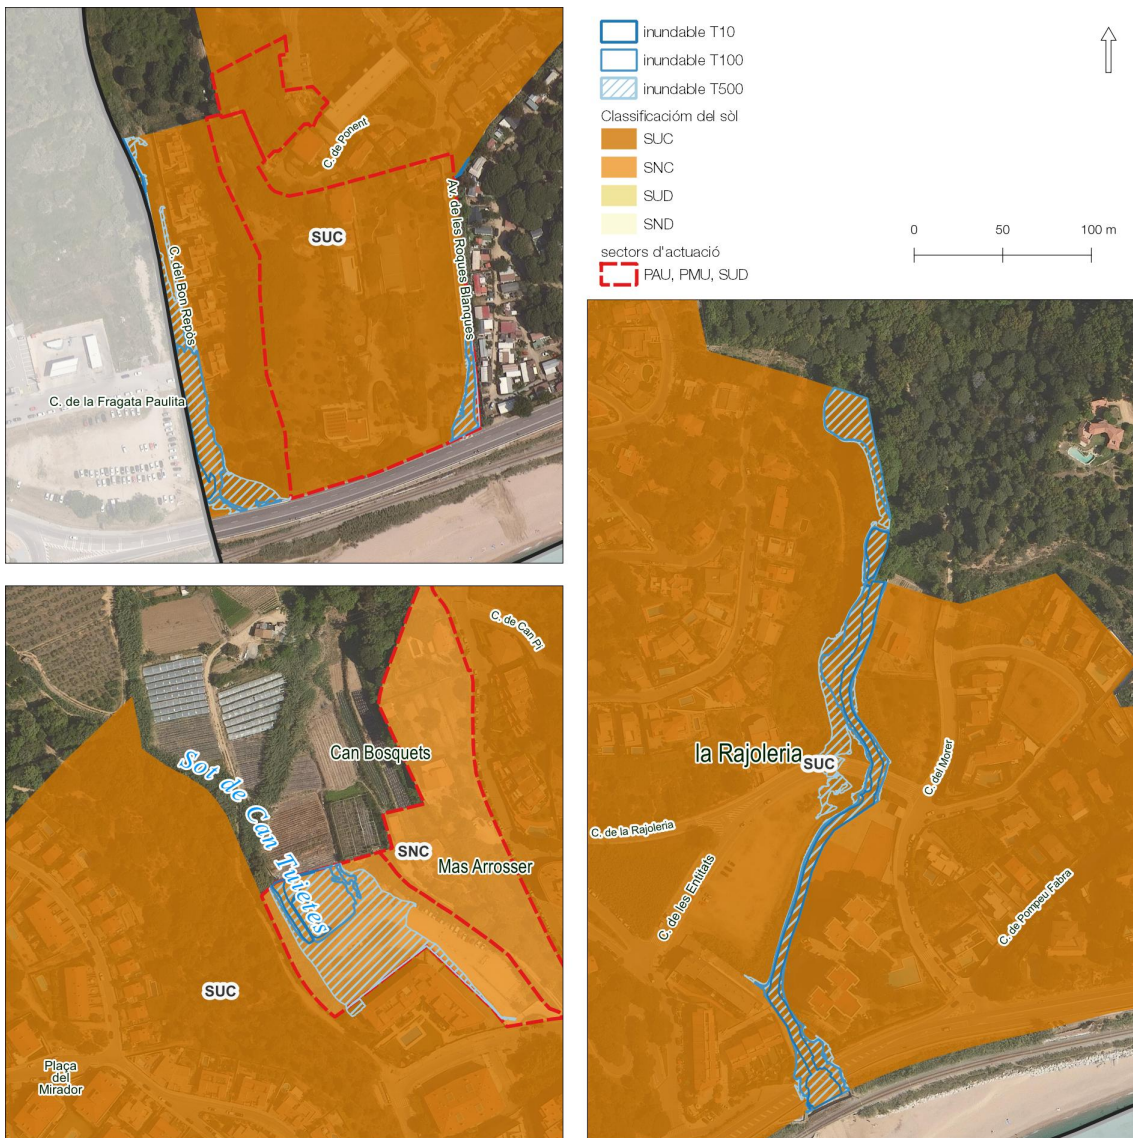 C. de Ponent
SUC
Av. de les Roques Blanques
C. del Bon Repòs
C. de la Fragata Paulita
inundable T10
inundable T100
inundable T500
Classificacióm del sòl
SUC
SNC
SUD
SND
sectors d'actuació
PAU, PMU, SUD
0 50 100 m
C. de Can Pi
Can Bosquets
Sot de Can Tuietes
SNC
Mas Arrosser
SUC
Plaça
del
Mirador
la Rajoleria
SUC
C. del Morer
C. de la Rajoleria
C. de les Entitats
C. de Pompeu Fabra